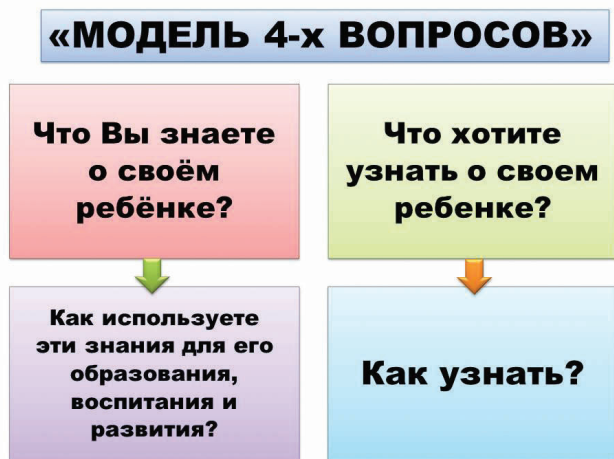 «МОДЕЛЬ 4-х ВОПРОСОВ»
Что Вы знаете
о своём
ребёнке?
Что хотите
узнать о своем
ребенке?
Как используете
эти знания для его
образования,
воспитания и
развития?
Как узнать?